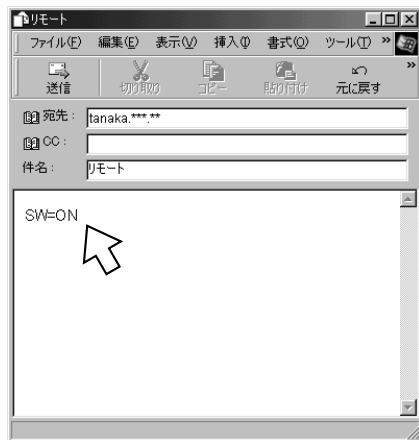 リモート
ファイル(F) 編集(E) 表示(V) 挿入(I) 書式(O) ツール(T) »
送信 切り取り コピー 貼り付け 元に戻す »
宛先： tanaka.***.**
CC：
件名： リモート
SW=ON